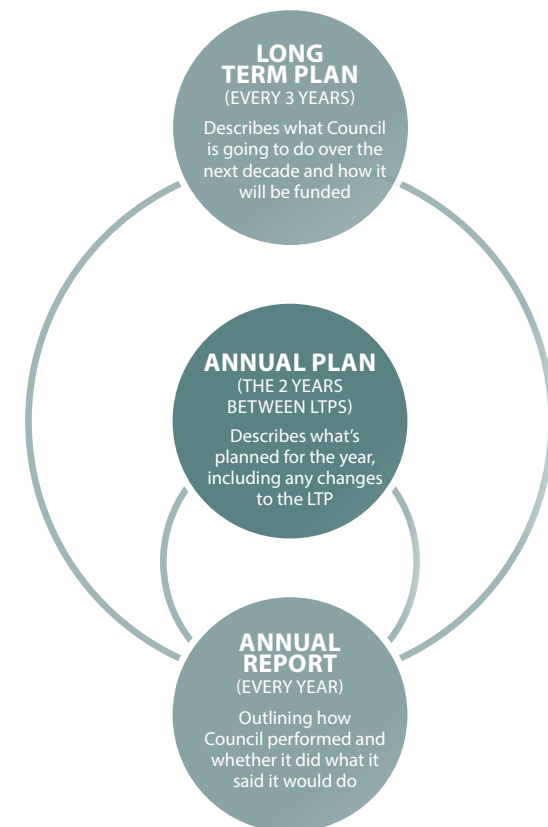 LONG
TERM PLAN
(EVERY 3 YEARS)
Describes what Council
is going to do over the
next decade and how it
will be funded
ANNUAL PLAN
(THE 2 YEARS
BETWEEN LTPS)
Describes what’s
planned for the year,
including any changes
to the LTP
ANNUAL
REPORT
(EVERY YEAR)
Outlining how
Council performed and
whether it did what it
said it would do